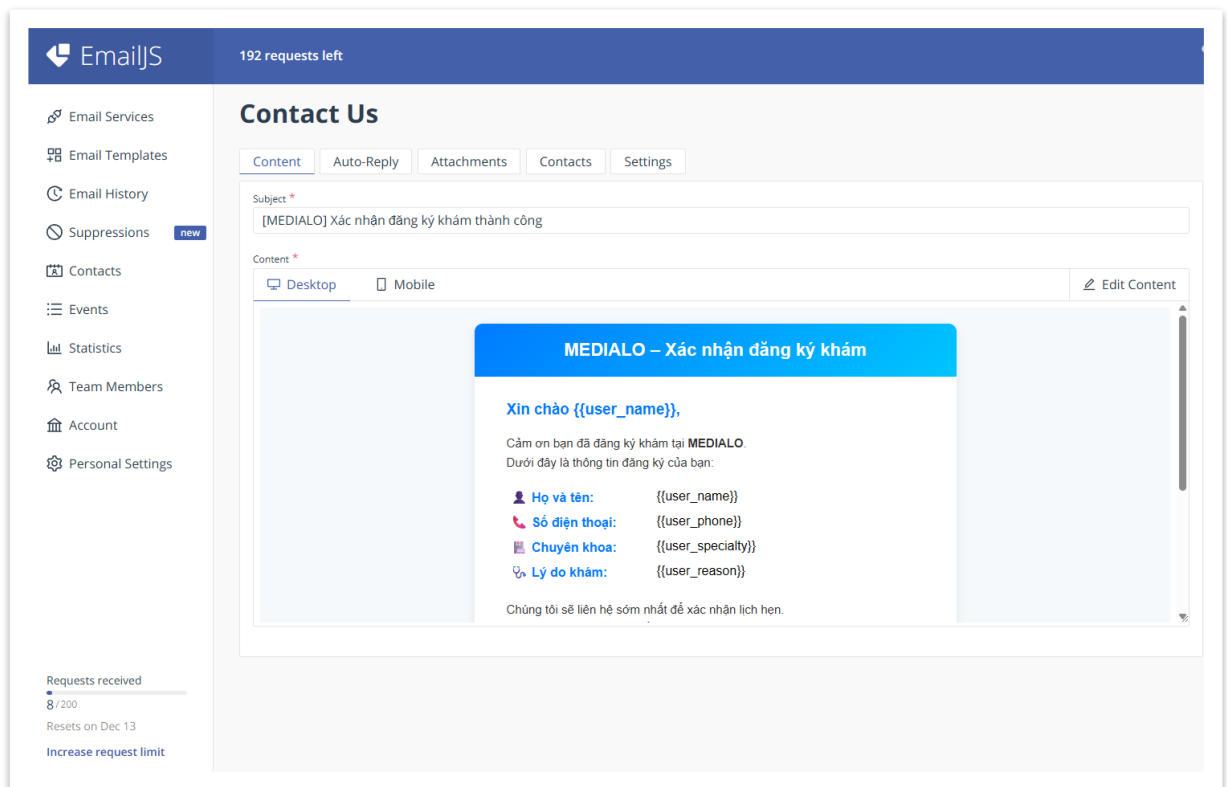 EmailJS
192 requests left
Email Services
Email Templates
Email History
Suppressions new
Contacts
Events
Statistics
Team Members
Account
Personal Settings
Requests received
8/200
Resets on Dec 13
Increase request limit
Contact Us
Content Auto-Reply Attachments Contacts Settings
Subject *
[MEDIALO] Xác nhận đăng ký khám thành công
Content *
Desktop Mobile Edit Content
MEDIALO – Xác nhận đăng ký khám
Xin chào {{user_name}},
Cảm ơn bạn đã đăng ký khám tại MEDIALO.
Dưới đây là thông tin đăng ký của bạn:
Họ và tên: {{user_name}}
Số điện thoại: {{user_phone}}
Chuyên khoa: {{user_specialty}}
Lý do khám: {{user_reason}}
Chúng tôi sẽ liên hệ sớm nhất để xác nhận lịch hẹn.